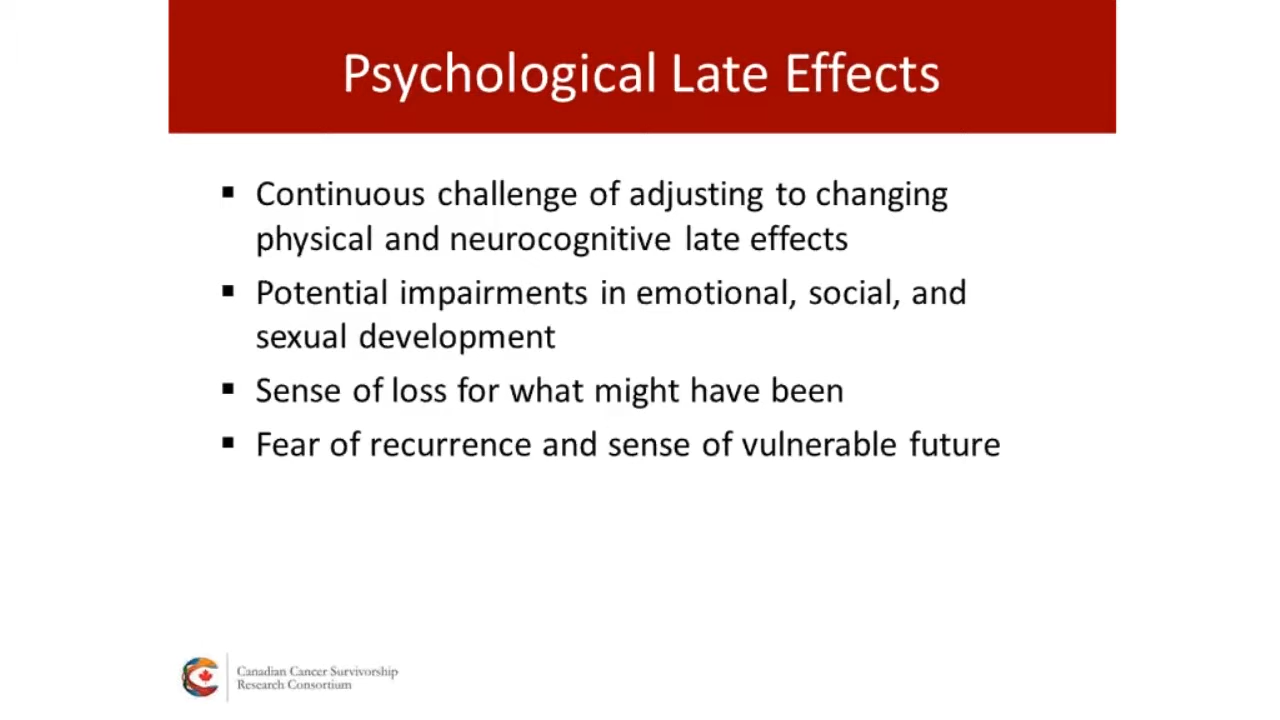 Psychological Late Effects
▪ Continuous challenge of adjusting to changing
physical and neurocognitive late effects
▪ Potential impairments in emotional, social, and
sexual development
▪ Sense of loss for what might have been
▪ Fear of recurrence and sense of vulnerable future
Canadian Cancer Survivorship
Research Consortium